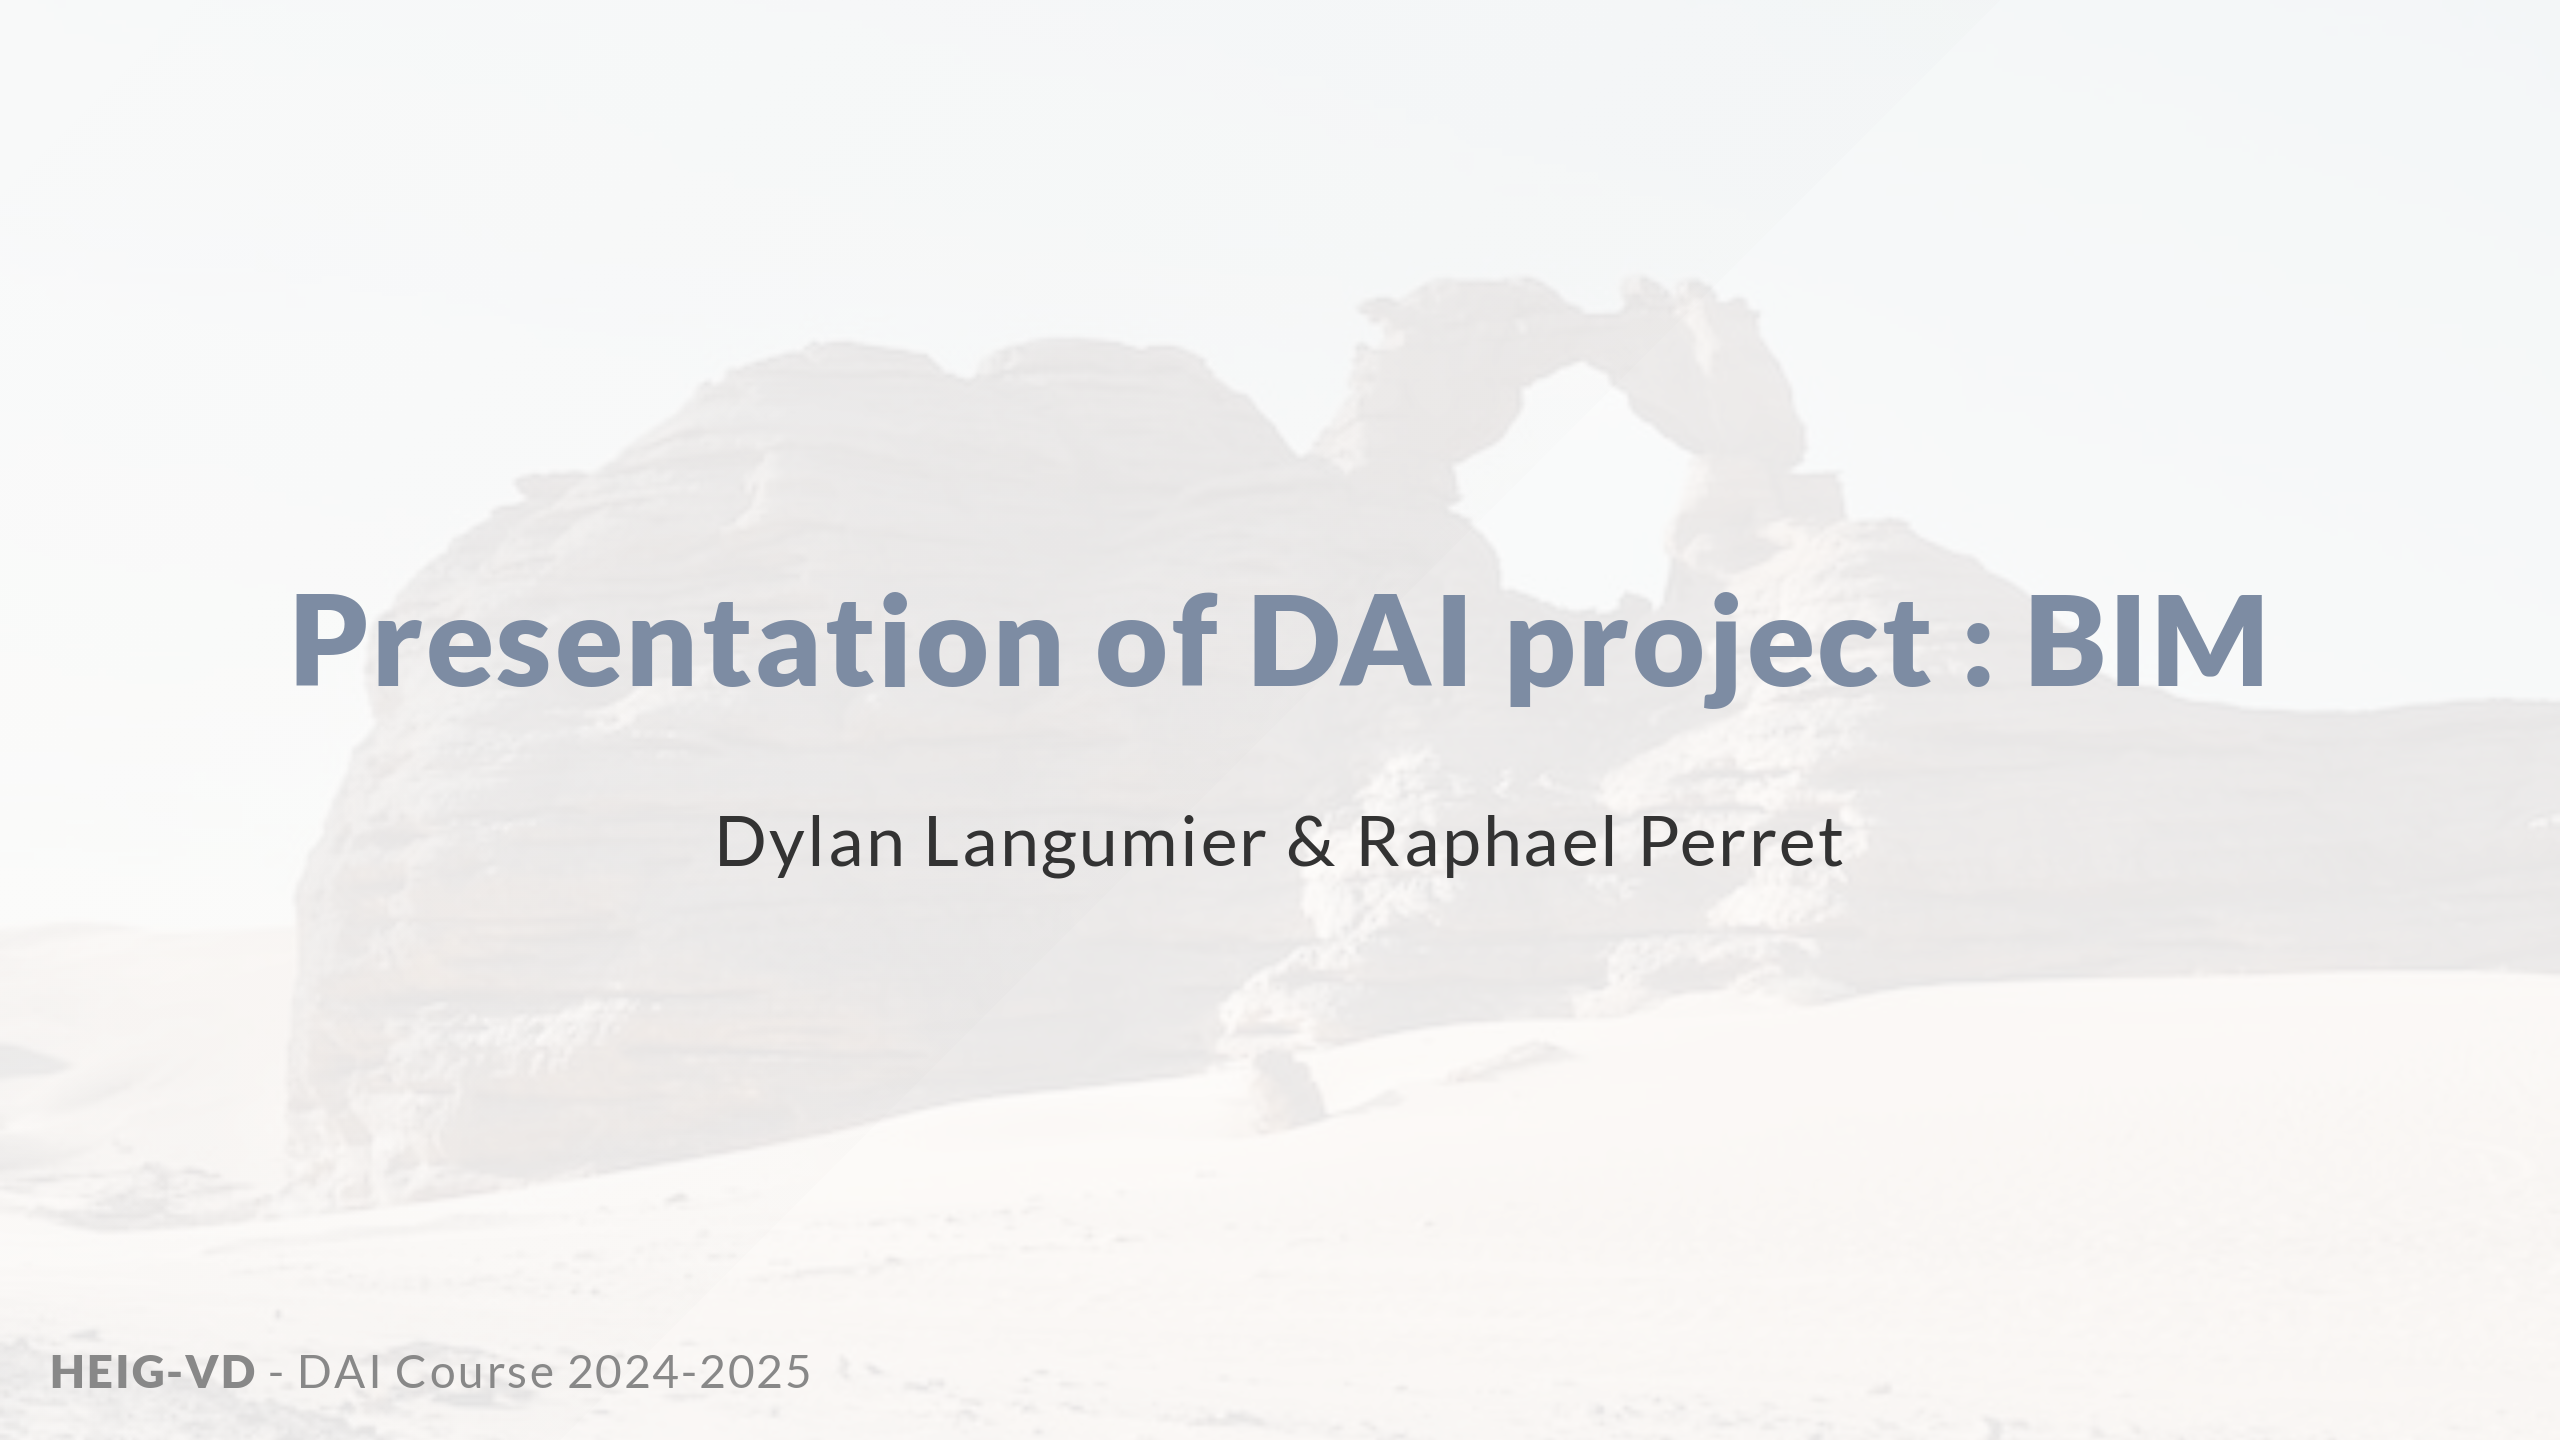 Presentation of DAI project : BIM
Dylan Langumier & Raphael Perret
HEIG-VD - DAI Course 2024-2025